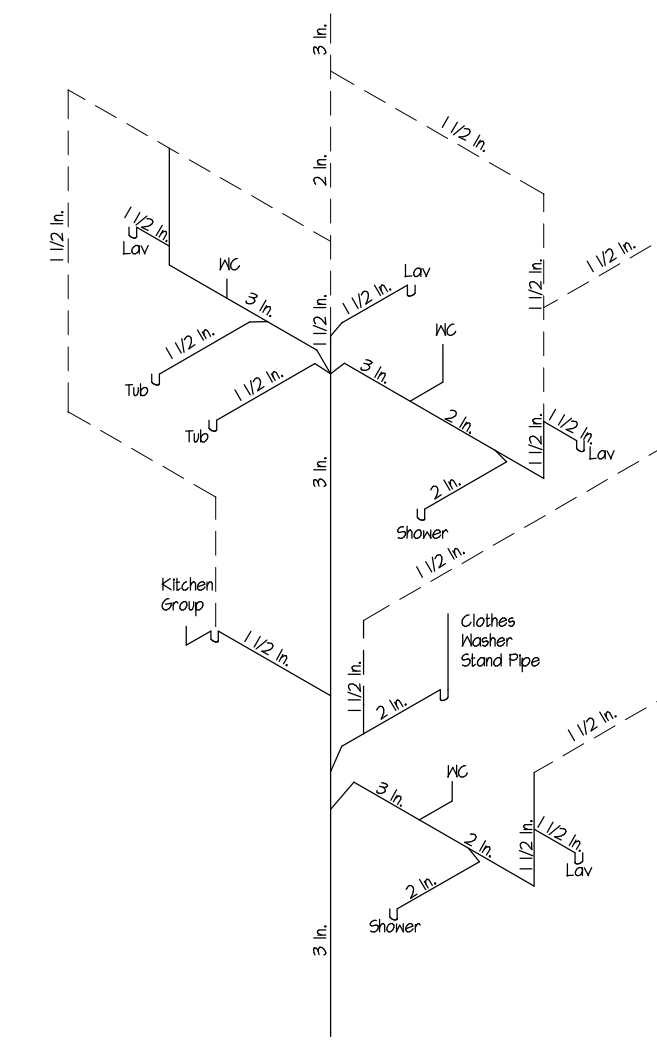 3 In.
1 1/2 In.
2 In.
1 1/2 In.
1 1/2 In.
Lav
1 1/2 In.
WC
Lav
1 1/2 In.
3 In.
1 1/2 In.
1 1/2 In.
WC
1 1/2 In.
3 In.
1 1/2 In.
Tub
2 In.
1 1/2 In.
1 1/2 In.
Lav
Tub
3 In.
2 In.
Shower
1 1/2 In.
Kitchen
Group
Clothes
Washer
Stand Pipe
1 1/2 In.
1 1/2 In.
2 In.
1 1/2 In.
WC
3 In.
1 1/2 In.
1 1/2 In.
2 In.
Lav
2 In.
Shower
3 In.